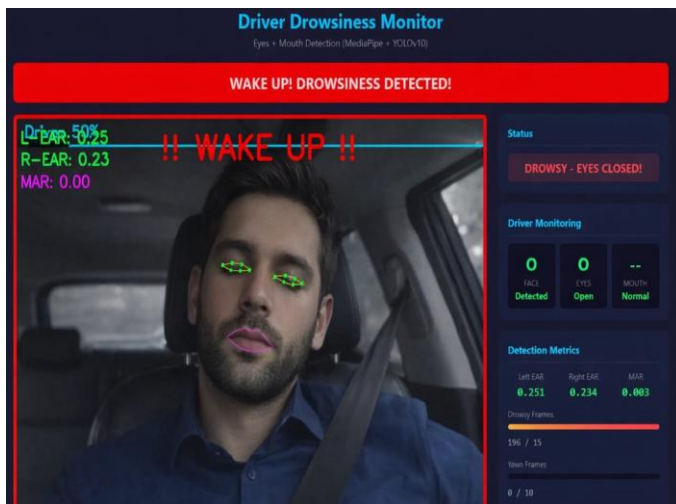 Driver Drowsiness Monitor
Eyes + Mouth Detection (MediaPipe + YOLOv10)
WAKE UP! DROWSINESS DETECTED!
Driver 50%
L-EAR: 0.25
R-EAR: 0.23
MAR: 0.00
!! WAKE UP !!
Status
DROWSY - EYES CLOSED!
Driver Monitoring
O O --
FACE EYES MOUTH
Detected Open Normal
Detection Metrics
Left EAR Right EAR MAR
0.251 0.234 0.003
Drowsy Frames
196 / 15
Yawn Frames
0 / 10